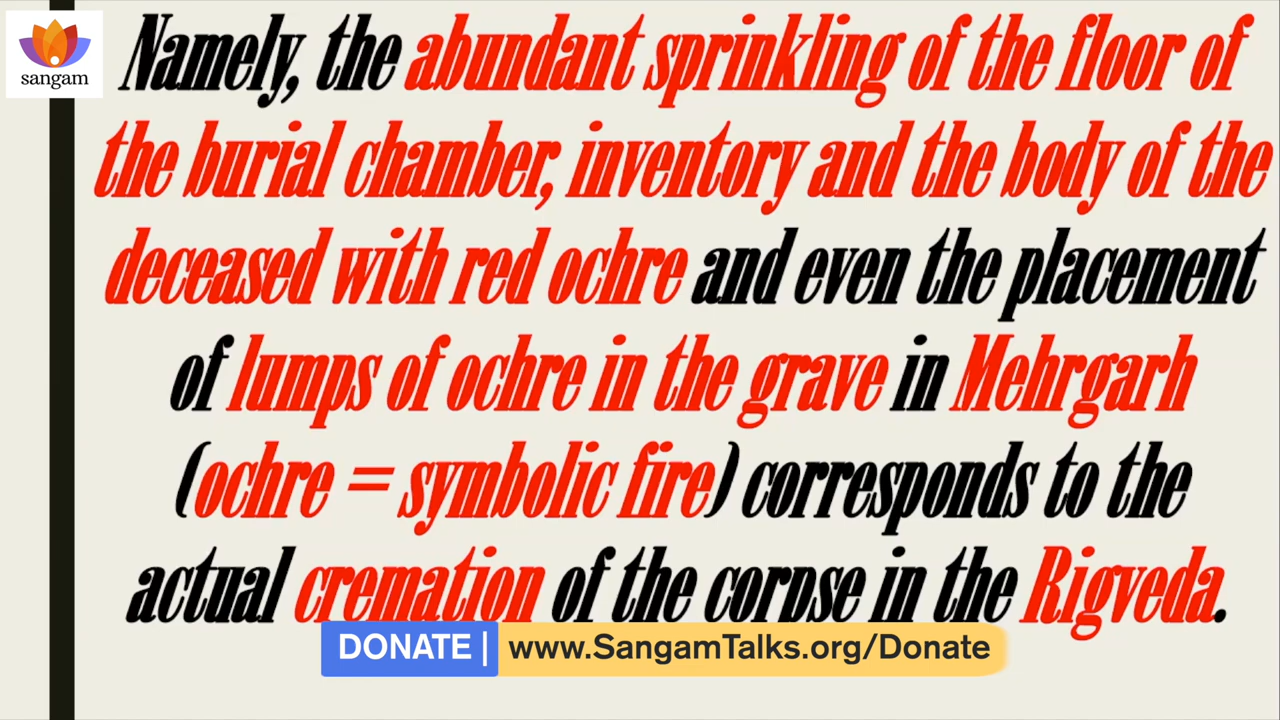 sangam
Namely, the abundant sprinkling of the floor of
the burial chamber, inventory and the body of the
deceased with red ochre and even the placement
of lumps of ochre in the grave in Mehrgarh
(ochre = symbolic fire) corresponds to the
actual cremation of the corpse in the Rigveda.
DONATE | www.SangamTalks.org/Donate